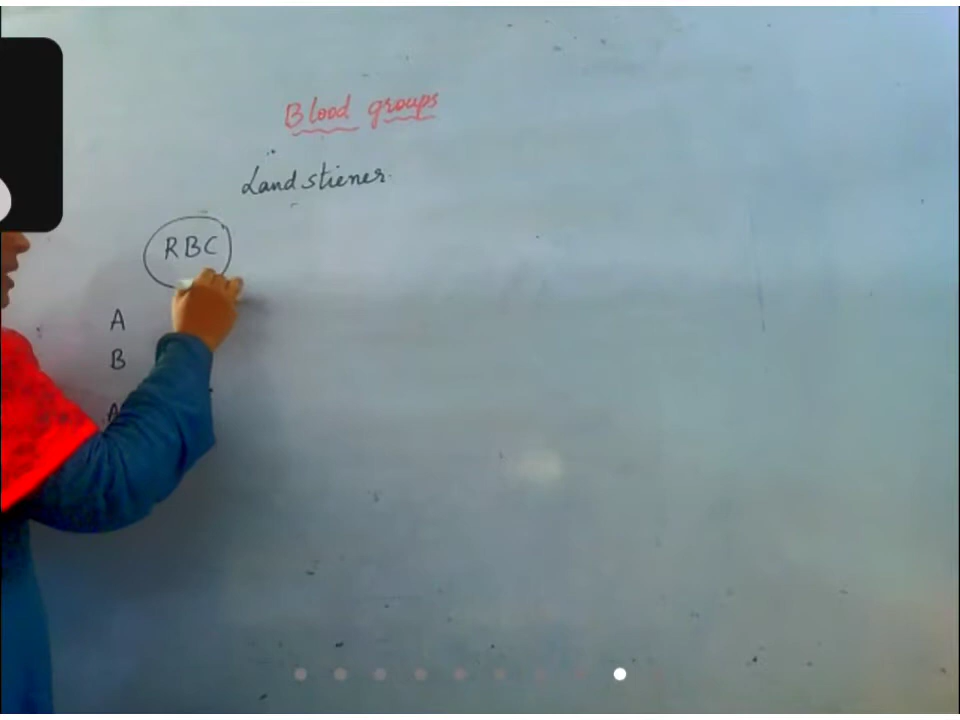 Blood groups
Landstiener
RBC
A
B
A